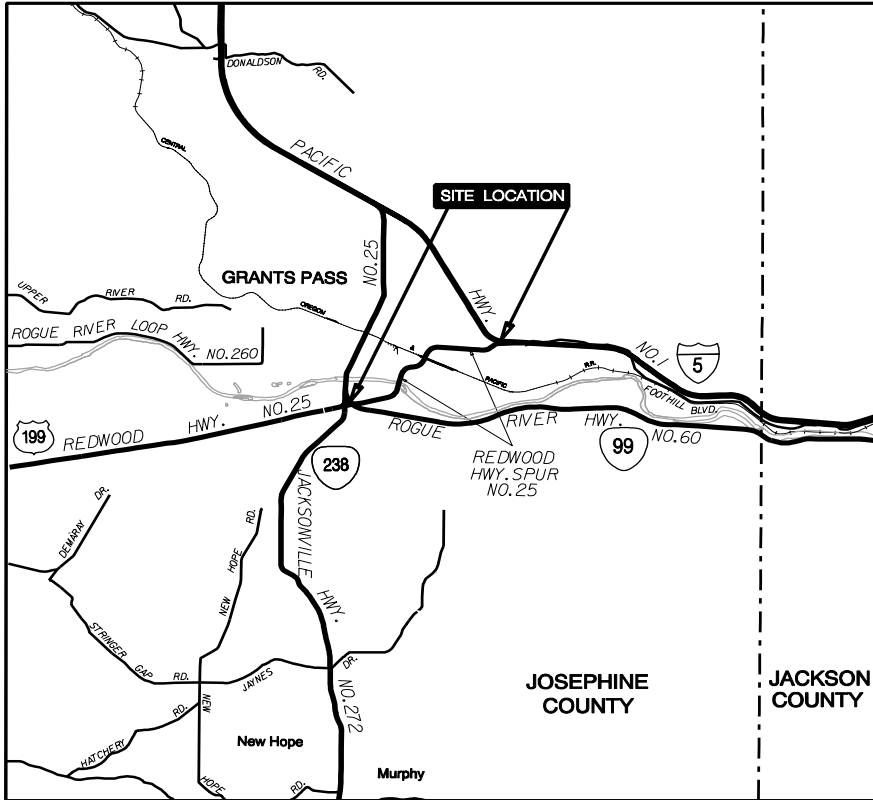 DONALDSON
RD.
CENTRAL
PACIFIC
SITE LOCATION
NO.25
HWY.
GRANTS PASS
UPPER
RIVER
RD.
OREGON
&
PACIFIC
R.R.
ROGUE RIVER LOOP
HWY. NO.260
NO.1
5
FOOTHILL BLVD.
199
REDWOOD
HWY.
NO.25
ROGUE
RIVER
HWY.
NO.60
99
238
REDWOOD
HWY.SPUR
NO.25
JACKSONVILLE
HWY.
NO.272
DEMARAY
DR.
NEW
HOPE
RD.
STRINGER
GAP
RD.
JAYNES
DR.
HATCHERY
RD.
NEW
HOPE
RD.
New Hope
Murphy
JOSEPHINE
COUNTY
JACKSON
COUNTY